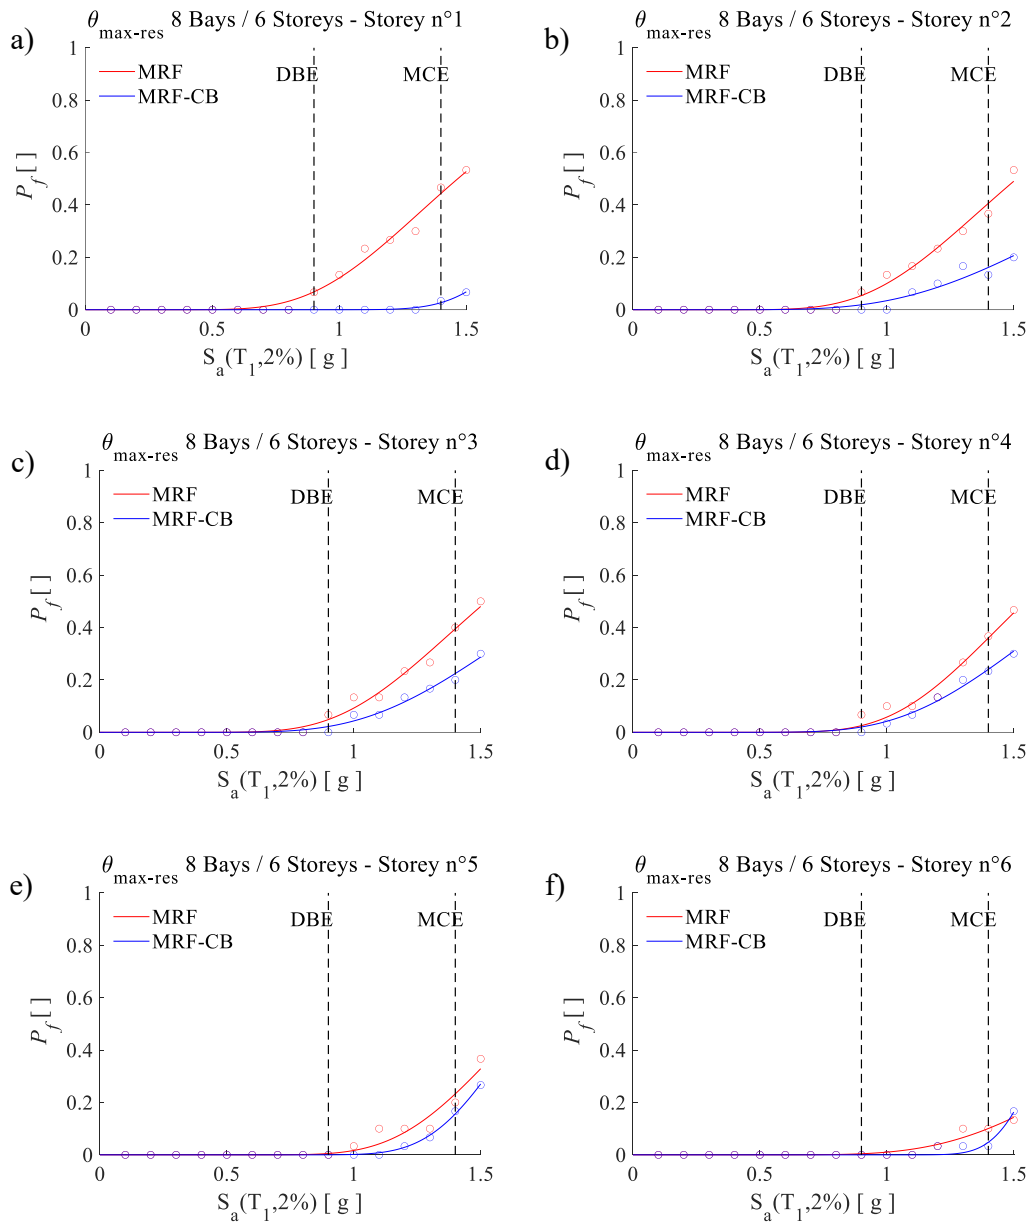 a)
θmax-res 8 Bays / 6 Storeys - Storey n°1
MRF
MRF-CB
DBE
MCE
1
0.8
0.6
0.4
0.2
0
Pf [ ]
0 0.5 1 1.5
Sa(T1,2%) [ g ]
b)
θmax-res 8 Bays / 6 Storeys - Storey n°2
MRF
MRF-CB
DBE
MCE
1
0.8
0.6
0.4
0.2
0
Pf [ ]
0 0.5 1 1.5
Sa(T1,2%) [ g ]
c)
θmax-res 8 Bays / 6 Storeys - Storey n°3
MRF
MRF-CB
DBE
MCE
1
0.8
0.6
0.4
0.2
0
Pf [ ]
0 0.5 1 1.5
Sa(T1,2%) [ g ]
d)
θmax-res 8 Bays / 6 Storeys - Storey n°4
MRF
MRF-CB
DBE
MCE
1
0.8
0.6
0.4
0.2
0
Pf [ ]
0 0.5 1 1.5
Sa(T1,2%) [ g ]
e)
θmax-res 8 Bays / 6 Storeys - Storey n°5
MRF
MRF-CB
DBE
MCE
1
0.8
0.6
0.4
0.2
0
Pf [ ]
0 0.5 1 1.5
Sa(T1,2%) [ g ]
f)
θmax-res 8 Bays / 6 Storeys - Storey n°6
MRF
MRF-CB
DBE
MCE
1
0.8
0.6
0.4
0.2
0
Pf [ ]
0 0.5 1 1.5
Sa(T1,2%) [ g ]